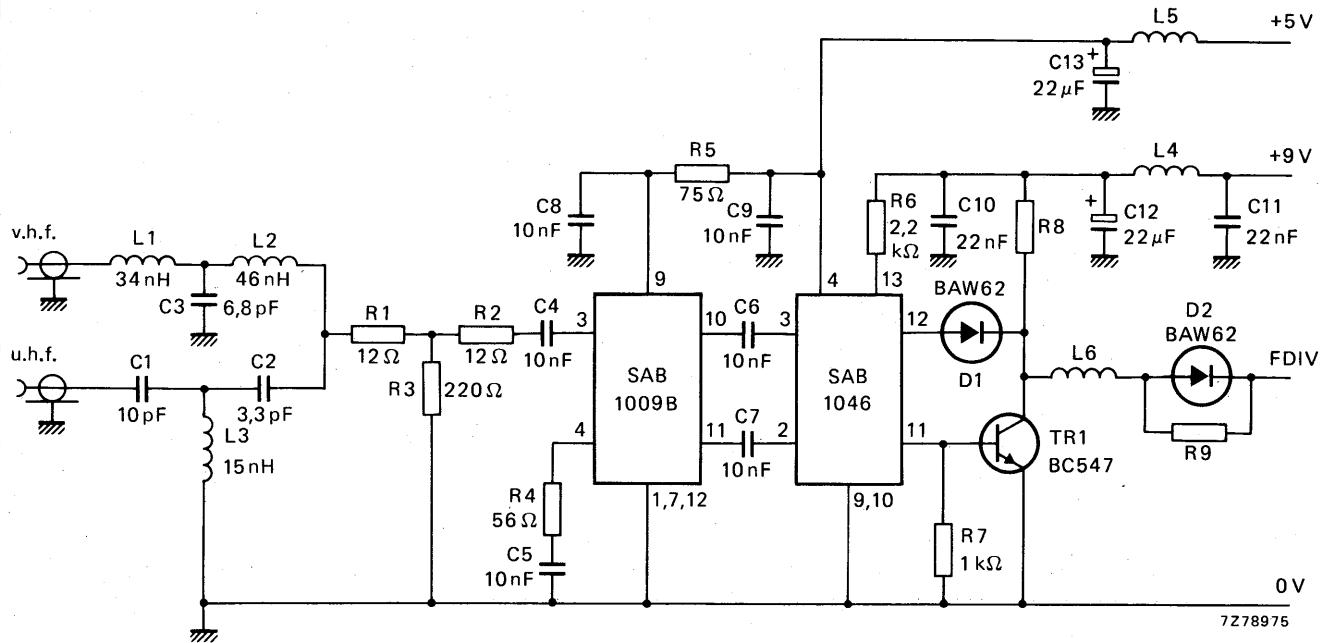 L5
+5V
C13
+
22µF
L4
+9V
R5
75Ω
C8
10nF
C9
10nF
R6
2,2
kΩ
C10
22nF
R8
+
C12
22µF
C11
22nF
v.h.f.
L1
34nH
L2
46nH
C3
6,8pF
9
4
13
BAW62
D1
R1
12Ω
R2
12Ω
C4
10nF
3
10
C6
10nF
3
12
D2
BAW62
u.h.f.
C1
10pF
C2
3,3pF
R3
220Ω
SAB
1009B
SAB
1046
L6
FDIV
L3
15nH
4
11
C7
10nF
2
11
TR1
BC547
R9
R4
56Ω
1,7,12
9,10
C5
10nF
R7
1kΩ
0V
7Z78975